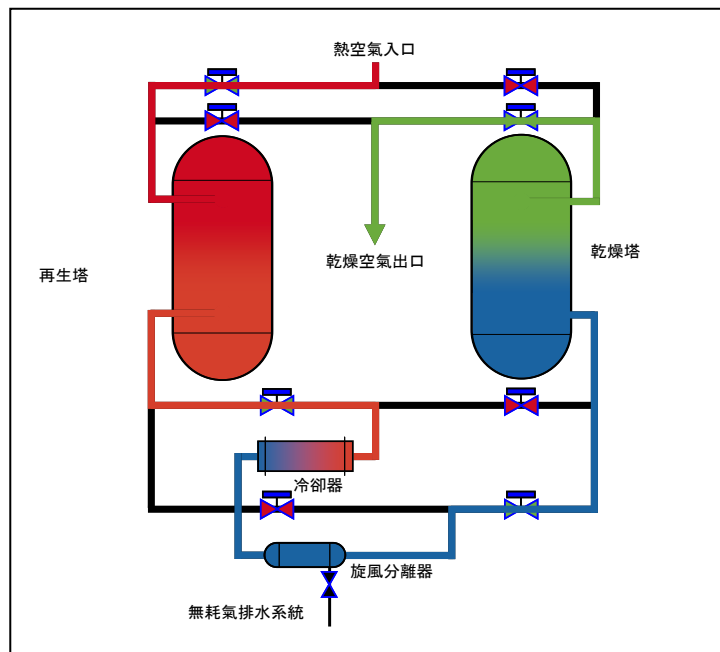 熱空氣入口
乾燥塔
乾燥空氣出口
再生塔
冷卻器
旋風分離器
無耗氣排水系統